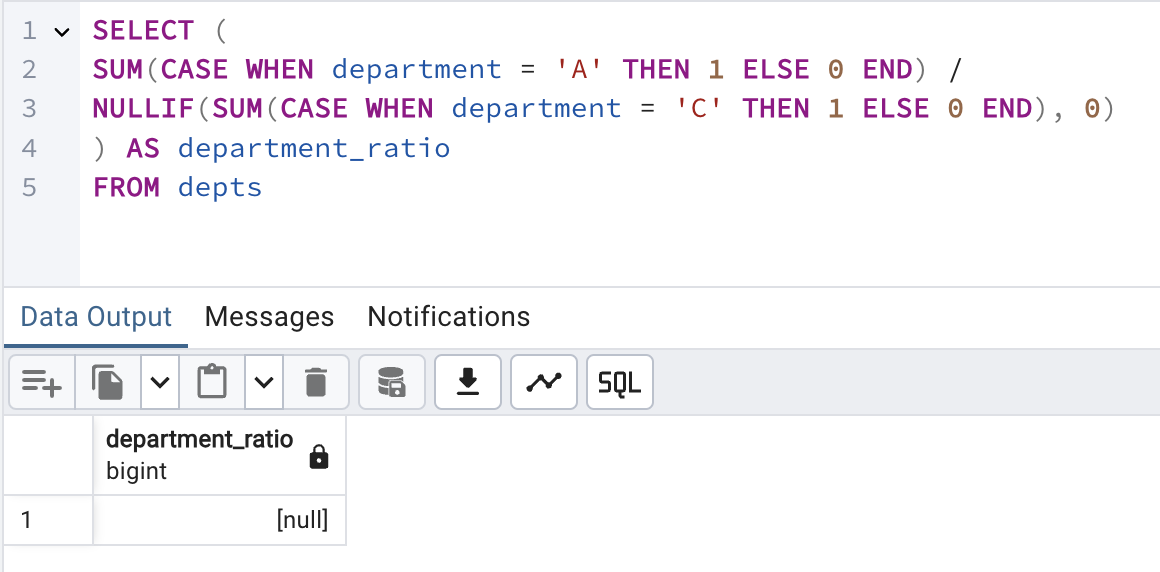 1 SELECT (
2 SUM(CASE WHEN department = 'A' THEN 1 ELSE 0 END) /
3 NULLIF(SUM(CASE WHEN department = 'C' THEN 1 ELSE 0 END), 0)
4 ) AS department_ratio
5 FROM depts
Data Output Messages Notifications
SQL
department_ratio
bigint
1 [null]